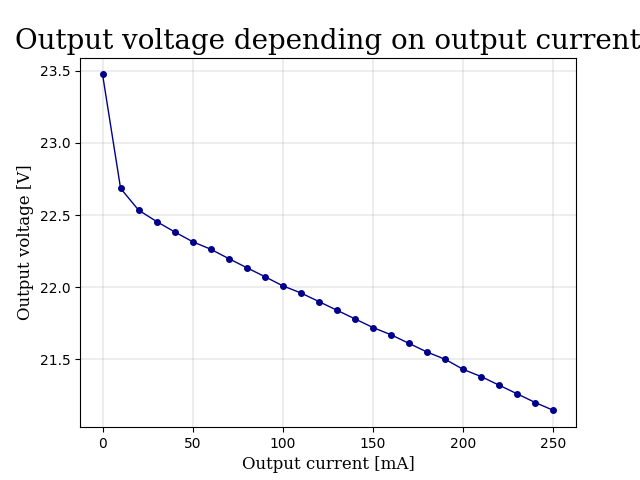 Output voltage depending on output current
23.5
23.0
22.5
22.0
21.5
Output voltage [V]
0 50 100 150 200 250
Output current [mA]